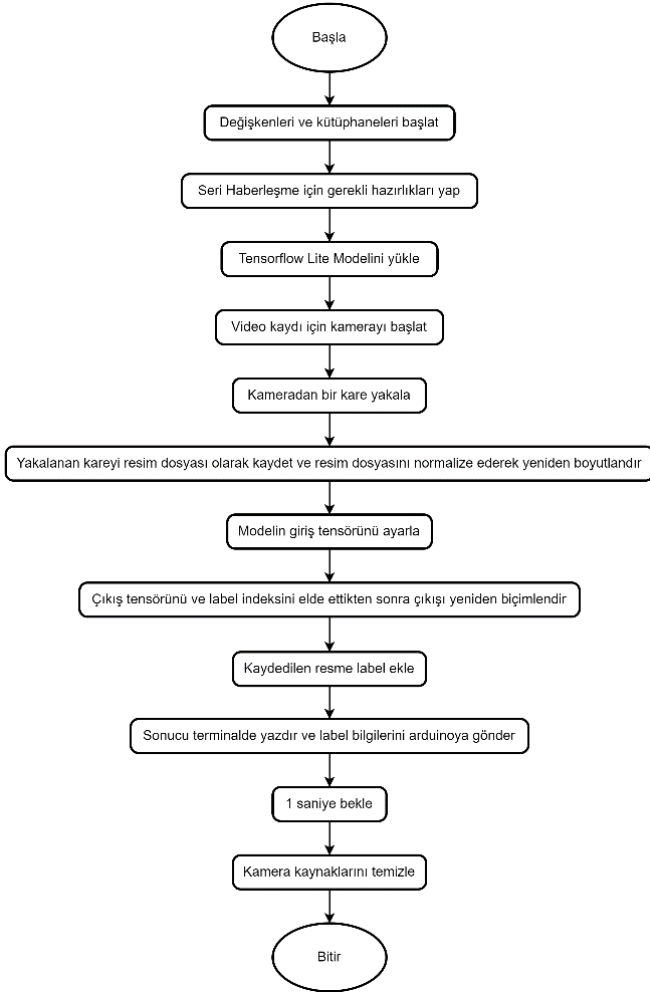 Başla
Değişkenleri ve kütüphaneleri başlat
Seri Haberleşme için gerekli hazırlıkları yap
Tensorflow Lite Modelini yükle
Video kaydı için kamerayı başlat
Kameradan bir kare yakala
Yakalanan kareyi resim dosyası olarak kaydet ve resim dosyasını normalize ederek yeniden boyutlandır
Modelin giriş tensörünü ayarla
Çıkış tensörünü ve label indeksini elde ettikten sonra çıkışı yeniden biçimlendir
Kaydedilen resme label ekle
Sonucu terminalde yazdır ve label bilgilerini arduinoya gönder
1 saniye bekle
Kamera kaynaklarını temizle
Bitir